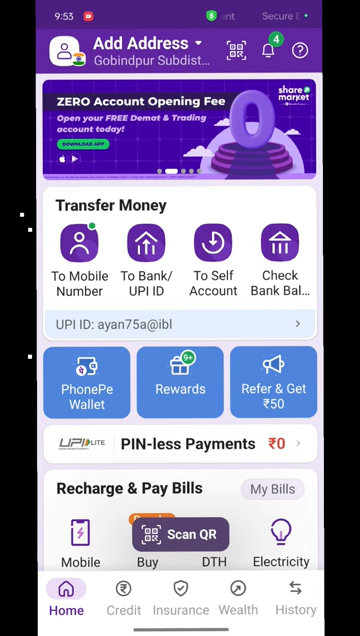 9:53
Secure
Add Address
4
Gobindpur Subdist...
ZERO Account Opening Fee
share
market
Open your FREE Demat & Trading
account today!
DOWNLOAD APP
Transfer Money
To Mobile
Number
To Bank/
UPI ID
To Self
Account
Check
Bank Bal...
UPI ID: ayan75a@ibl
PhonePe
Wallet
9+
Rewards
Refer & Get
₹50
UPI LITE
PIN-less Payments ₹0
Recharge & Pay Bills
My Bills
Scan QR
Mobile
Buy
DTH
Electricity
Home
Credit
Insurance
Wealth
History